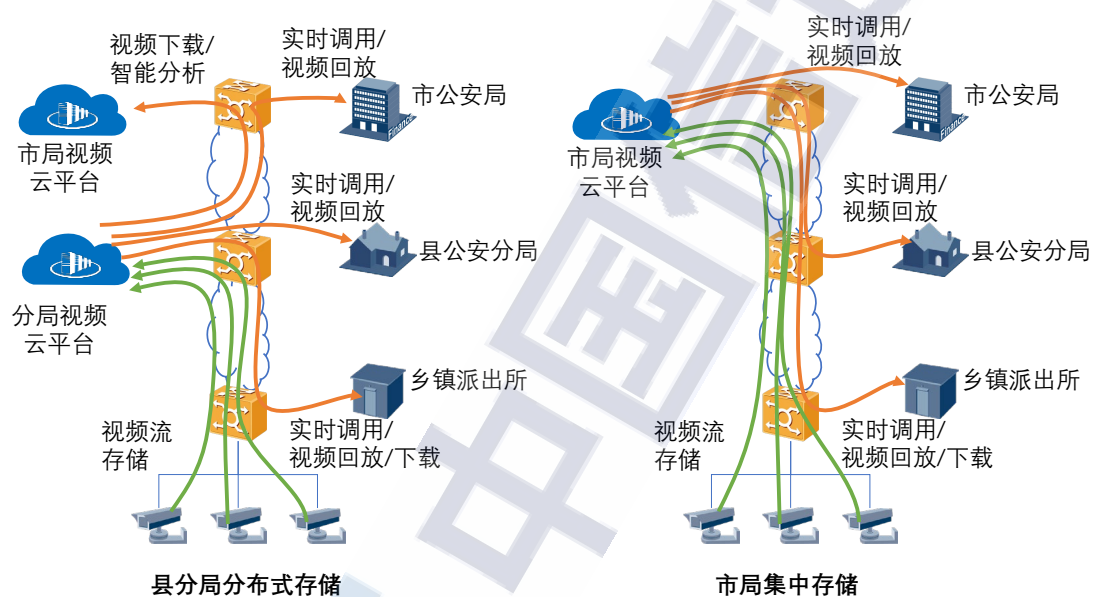 视频下载/
智能分析
实时调用/
视频回放
市公安局
市局视频
云平台
实时调用/
视频回放
县公安分局
分局视频
云平台
乡镇派出所
视频流
存储
实时调用/
视频回放/下载
县分局分布式存储
实时调用/
视频回放
市公安局
市局视频
云平台
实时调用/
视频回放
县公安分局
乡镇派出所
视频流
存储
实时调用/
视频回放/下载
市局集中存储
中国信